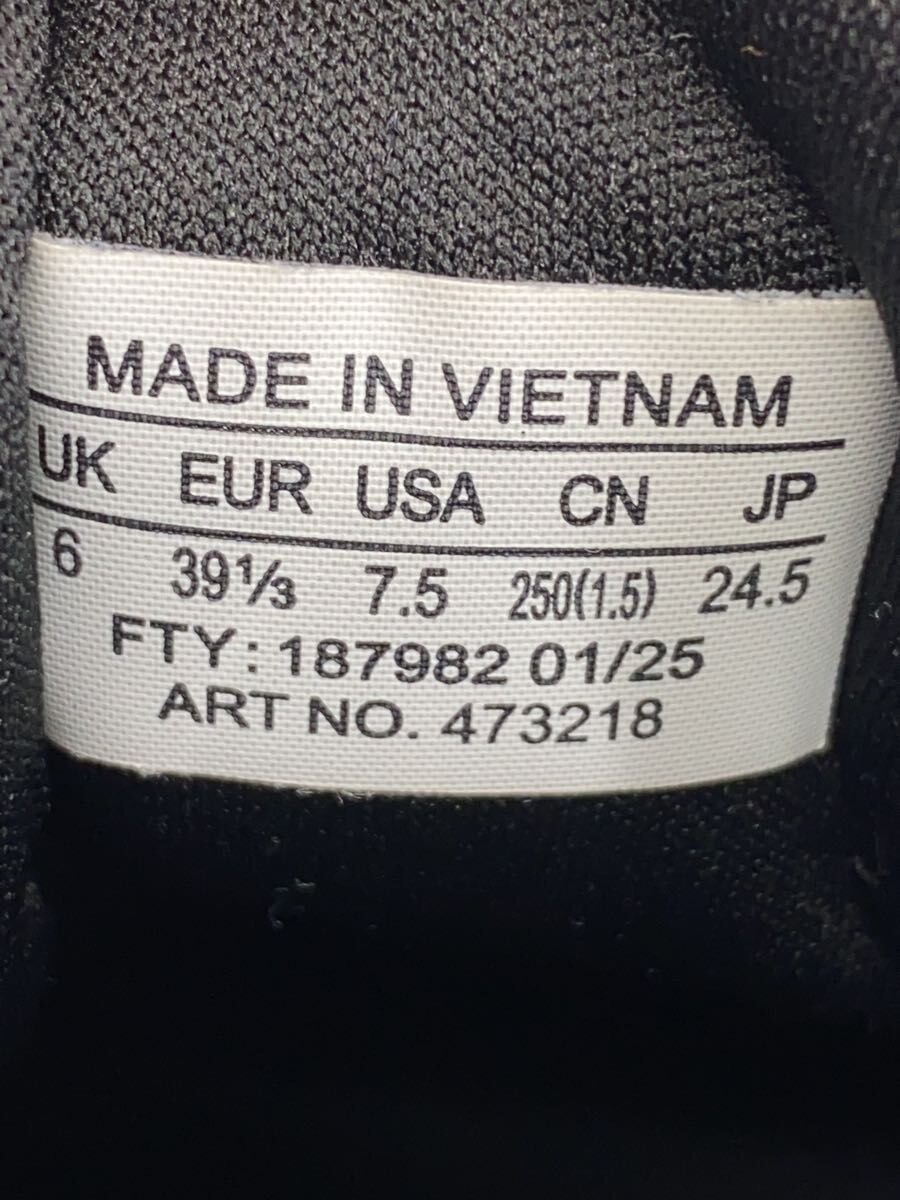 MADE IN VIETNAM
UK EUR USA CN JP
6 39⅓ 7.5 250(1.5) 24.5
FTY: 187982 01/25
ART NO. 473218